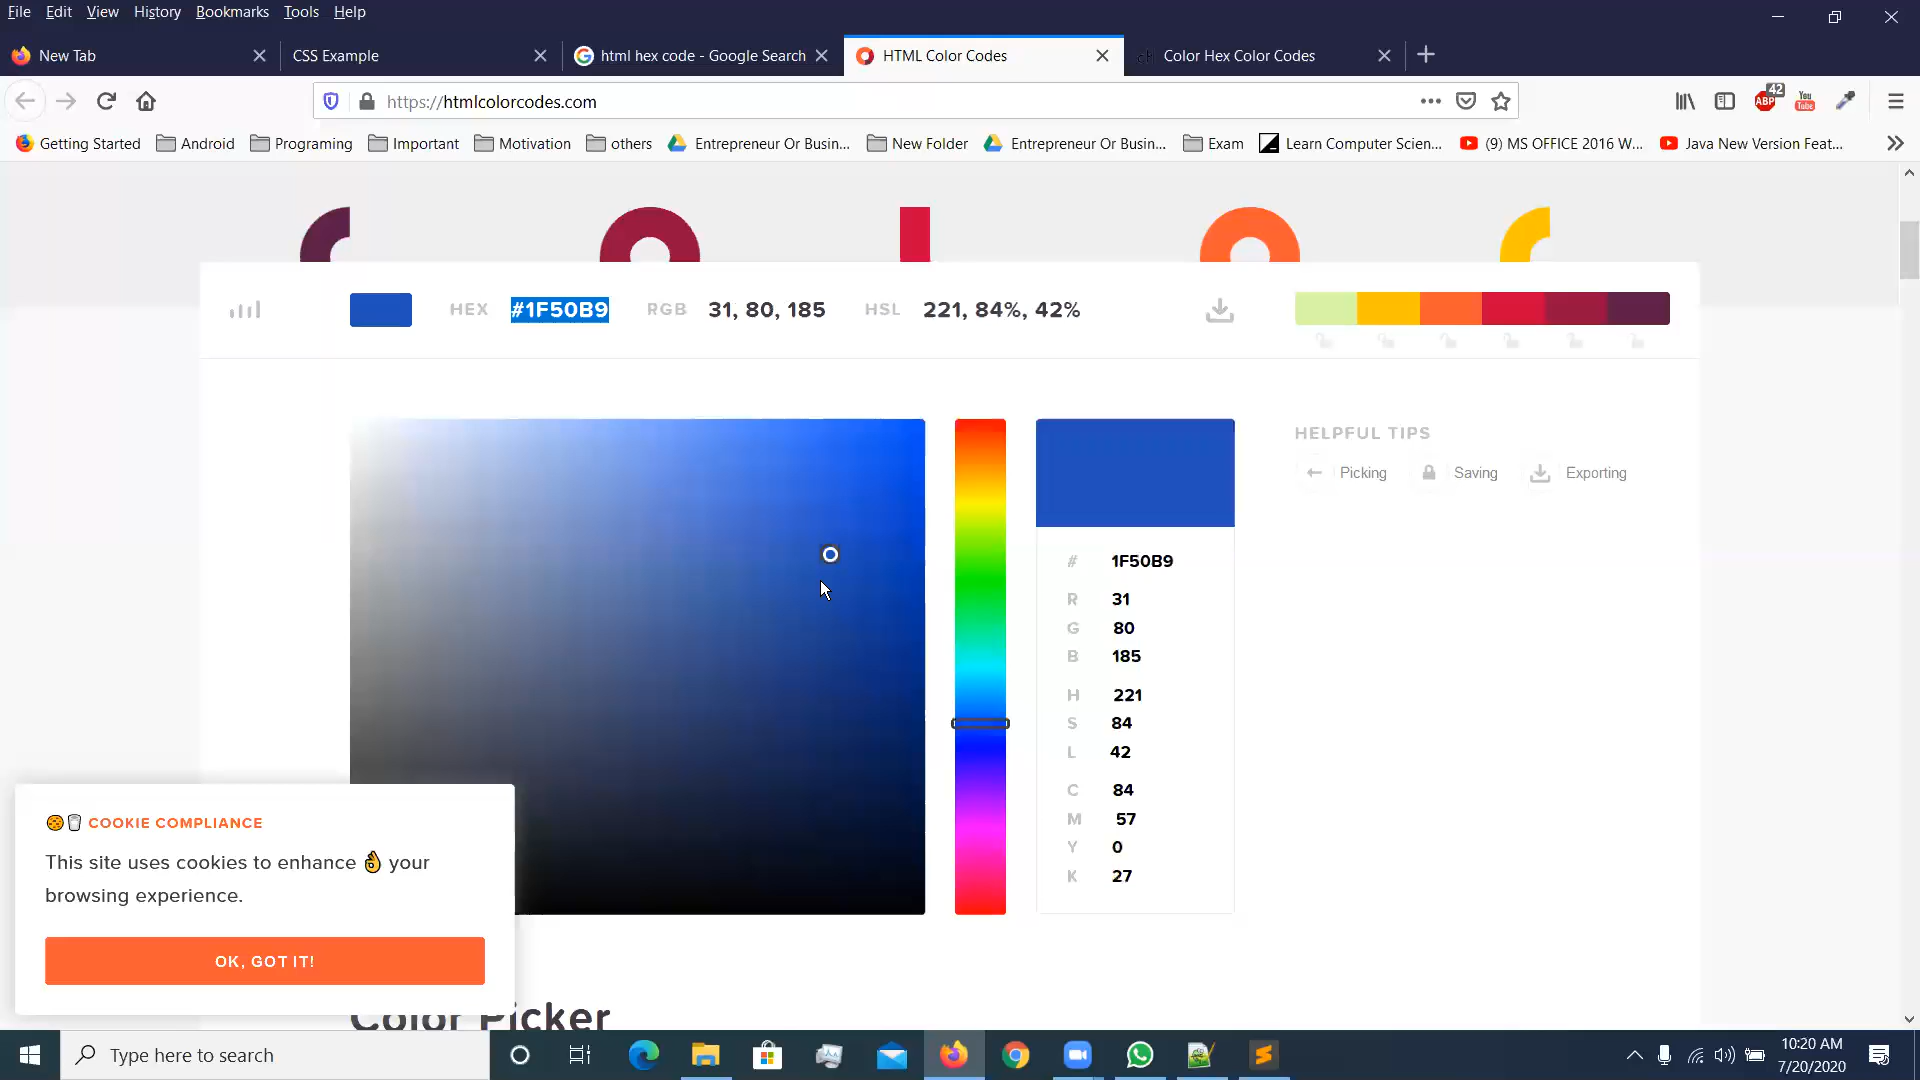 File Edit View History Bookmarks Tools Help
New Tab CSS Example html hex code - Google Search HTML Color Codes Color Hex Color Codes
https://htmlcolorcodes.com 42 ABP You Tube
Getting Started Android Programing Important Motivation others Entrepreneur Or Busin... New Folder Entrepreneur Or Busin... Exam Learn Computer Scien... (9) MS OFFICE 2016 W... Java New Version Feat...
HEX #1F50B9 RGB 31, 80, 185 HSL 221, 84%, 42%
HELPFUL TIPS
Picking Saving Exporting
# 1F50B9
R 31
G 80
B 185
H 221
S 84
L 42
C 84
M 57
Y 0
K 27
COOKIE COMPLIANCE
This site uses cookies to enhance 👌 your
browsing experience.
OK, GOT IT!
Color Picker
Type here to search
10:20 AM
7/20/2020